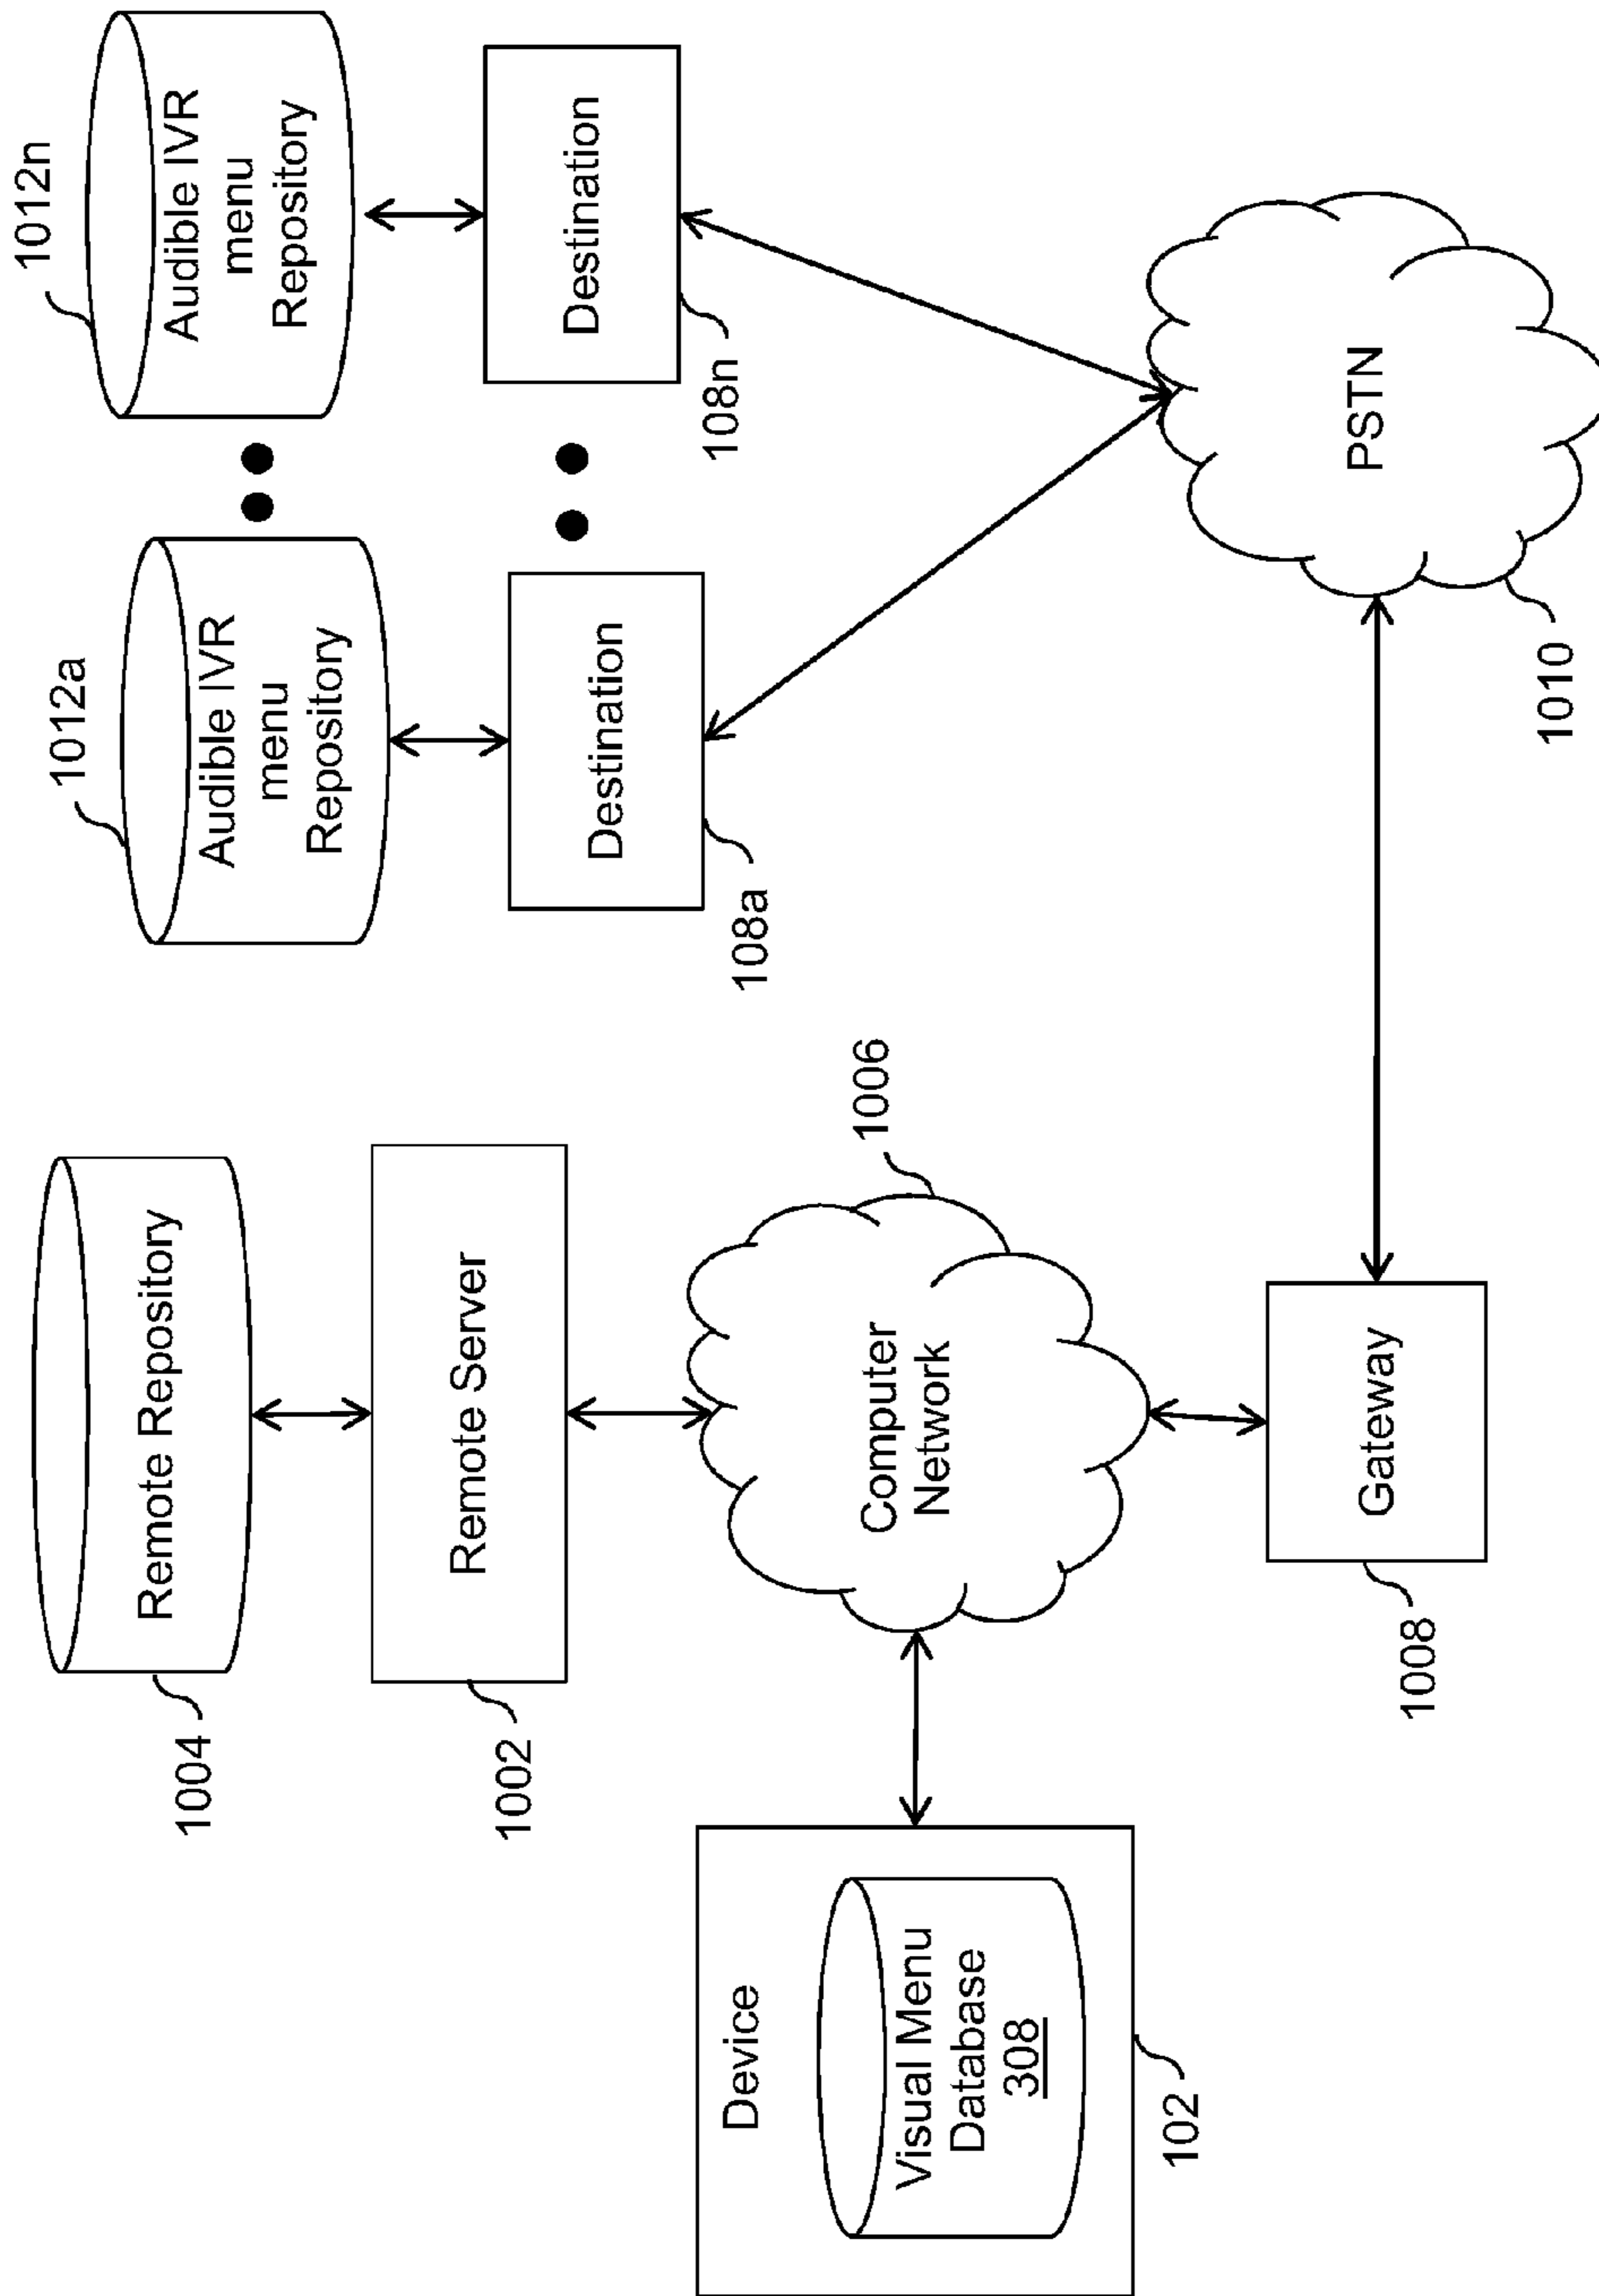 1004
Remote Repository
1002
Remote Server
Device
Visual Menu
Database
308
102
Computer
Network
1006
1008
Gateway
1012a
Audible IVR
menu
Repository
1012n
Audible IVR
menu
Repository
Destination
108a
Destination
108n
PSTN
1010